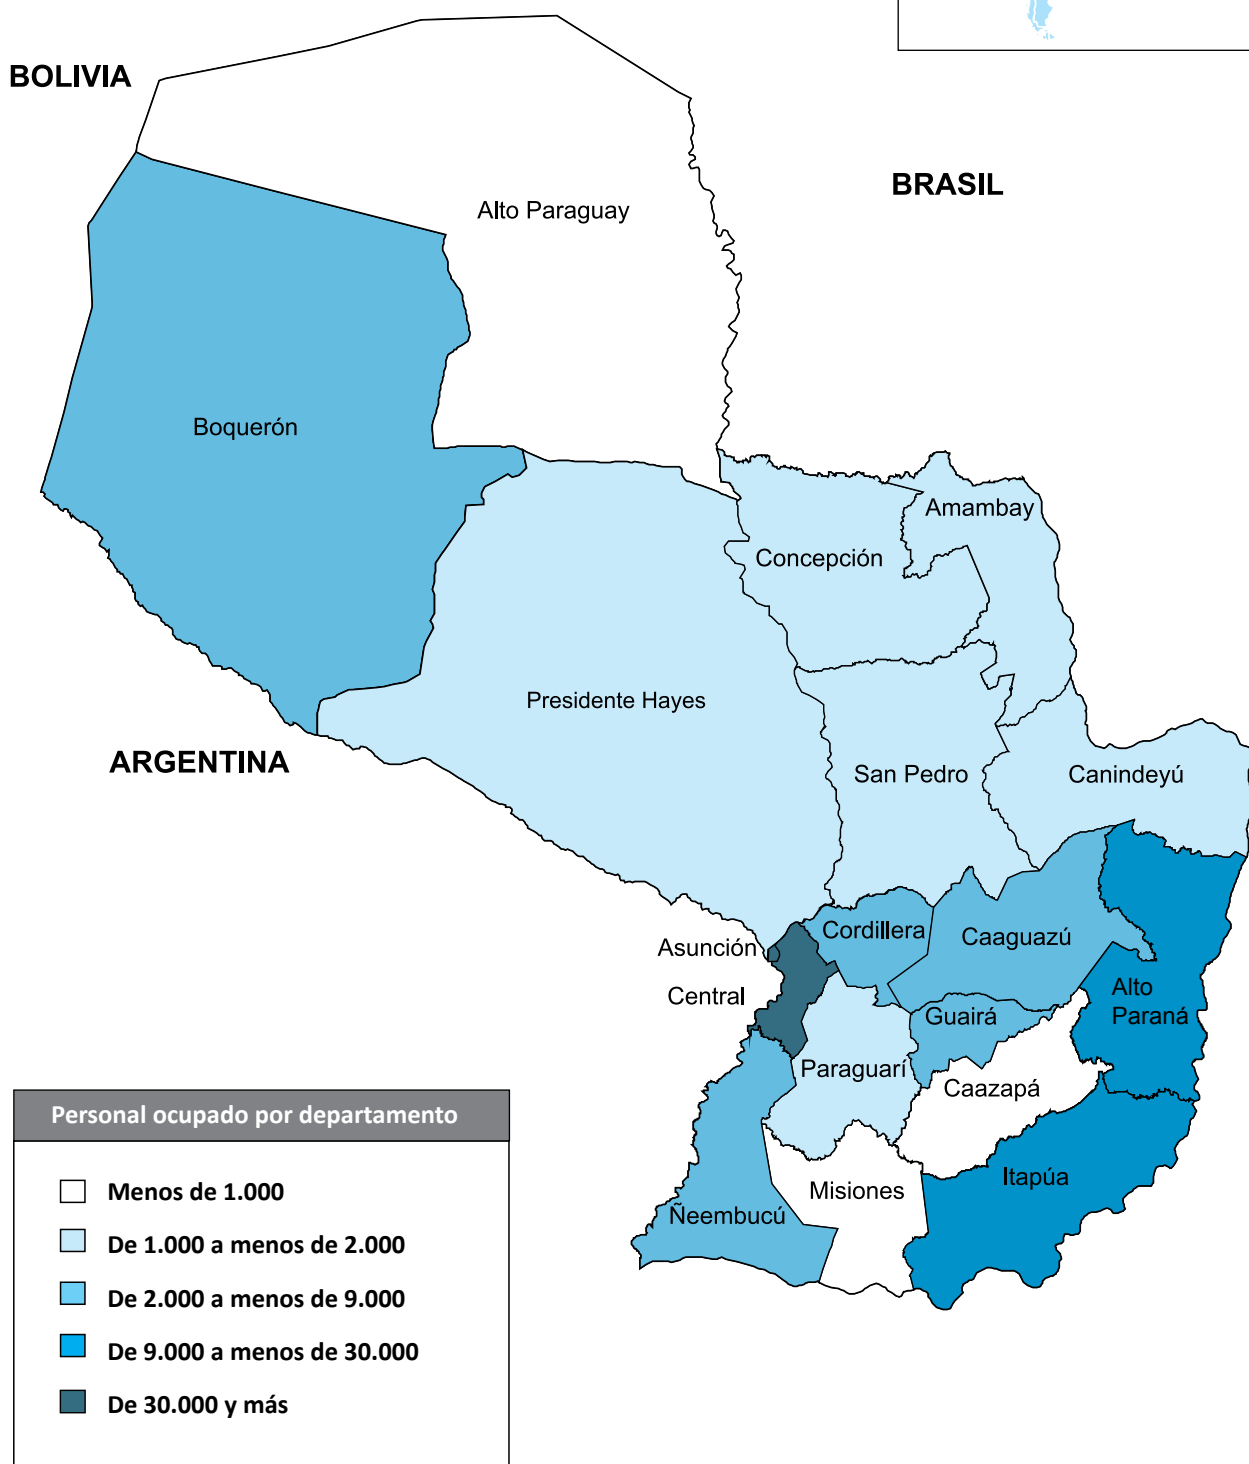 BOLIVIA
BRASIL
Alto Paraguay
Boquerón
Amambay
Concepción
Presidente Hayes
ARGENTINA
San Pedro
Canindeyú
Cordillera
Caaguazú
Asunción
Central
Alto
Paraná
Guairá
Paraguarí
Caazapá
Itapúa
Misiones
Ñeembucú
Personal ocupado por departamento
Menos de 1.000
De 1.000 a menos de 2.000
De 2.000 a menos de 9.000
De 9.000 a menos de 30.000
De 30.000 y más